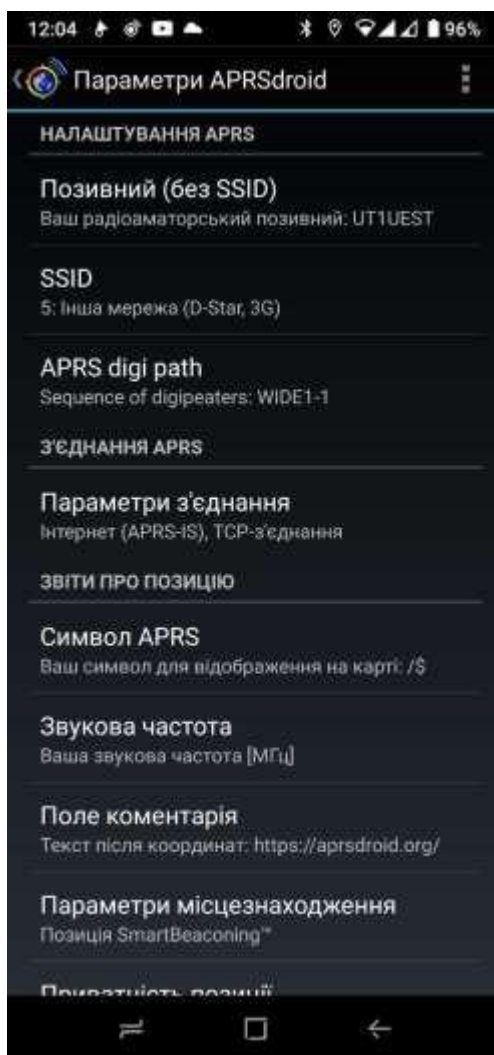 12:04 96%
Параметри APRSdroid
НАЛАШТУВАННЯ APRS
Позивний (без SSID)
Ваш радіоаматорський позивний: UT1UEST
SSID
5: Інша мережа (D-Star, 3G)
APRS digi path
Sequence of digipeaters: WIDE1-1
З'ЄДНАННЯ APRS
Параметри з'єднання
Інтернет (APRS-IS), TCP-з'єднання
ЗВІТИ ПРО ПОЗИЦІЮ
Символ APRS
Ваш символ для відображення на карті: /$
Звукова частота
Ваша звукова частота [МГц]
Поле коментарія
Текст після координат: https://aprsdroid.org/
Параметри місцезнаходження
Позиція SmartBeaconing™
Приватність позиції